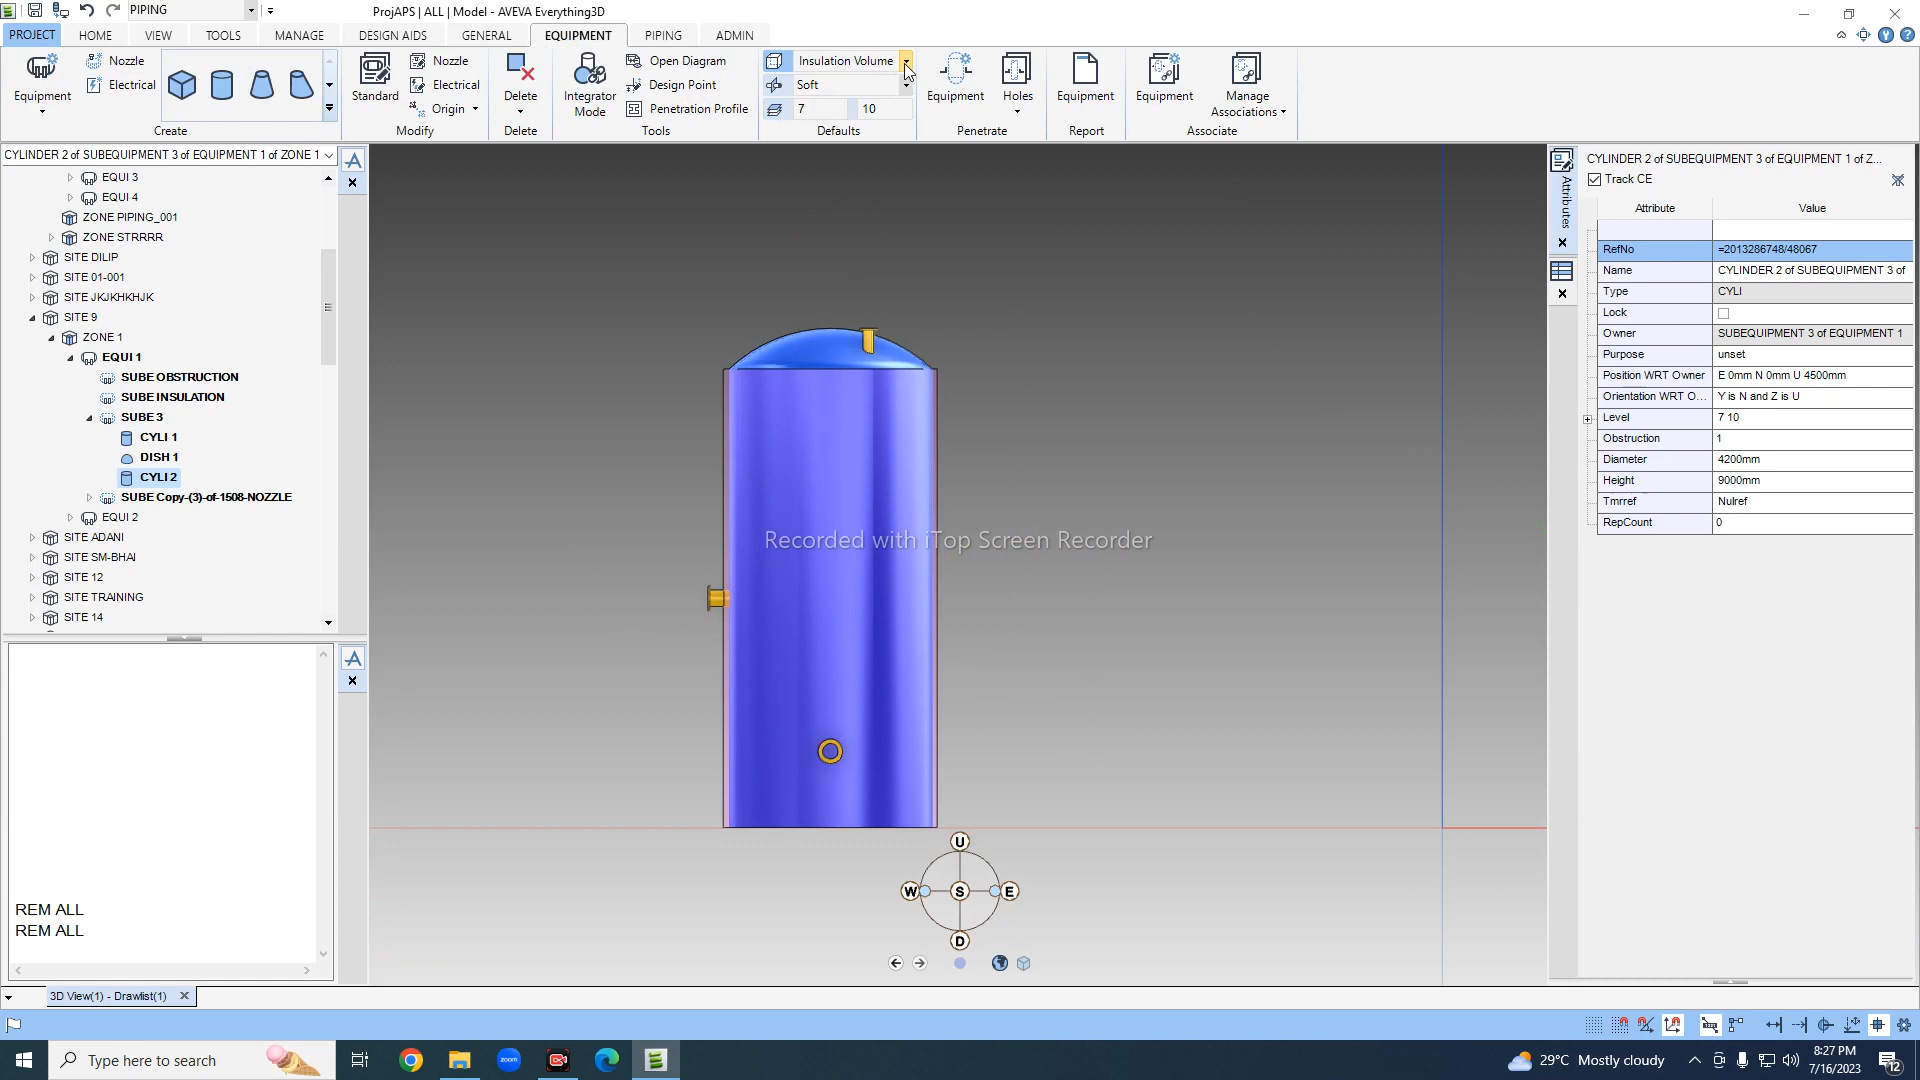 PIPING
ProjAPS | ALL | Model - AVEVA Everything3D
PROJECT HOME VIEW TOOLS MANAGE DESIGN AIDS GENERAL EQUIPMENT PIPING ADMIN
Equipment
Nozzle
Electrical
Create
Standard
Nozzle
Electrical
Origin
Modify
Delete
Delete
Integrator Mode
Open Diagram
Design Point
Penetration Profile
Tools
Insulation Volume
Soft
7 10
Defaults
Equipment
Holes
Penetrate
Equipment
Report
Equipment
Manage Associations
Associate
CYLINDER 2 of SUBEQUIPMENT 3 of EQUIPMENT 1 of ZONE 1
EQUI 3
EQUI 4
ZONE PIPING_001
ZONE STRRRR
SITE DILIP
SITE 01-001
SITE JKJKHKHJK
SITE 9
ZONE 1
EQUI 1
SUBE OBSTRUCTION
SUBE INSULATION
SUBE 3
CYLI 1
DISH 1
CYLI 2
SUBE Copy-(3)-of-1508-NOZZLE
EQUI 2
SITE ADANI
SITE SM-BHAI
SITE 12
SITE TRAINING
SITE 14
REM ALL
REM ALL
Recorded with iTop Screen Recorder
U
W S E
D
Attributes
CYLINDER 2 of SUBEQUIPMENT 3 of EQUIPMENT 1 of Z...
Track CE
Attribute Value
RefNo =2013286748/48067
Name CYLINDER 2 of SUBEQUIPMENT 3 of
Type CYLI
Lock
Owner SUBEQUIPMENT 3 of EQUIPMENT 1
Purpose unset
Position WRT Owner E 0mm N 0mm U 4500mm
Orientation WRT O... Y is N and Z is U
Level 7 10
Obstruction 1
Diameter 4200mm
Height 9000mm
Tmrref Nulref
RepCount 0
3D View(1) - Drawlist(1)
Type here to search
zoom
29°C Mostly cloudy
8:27 PM
7/16/2023
12